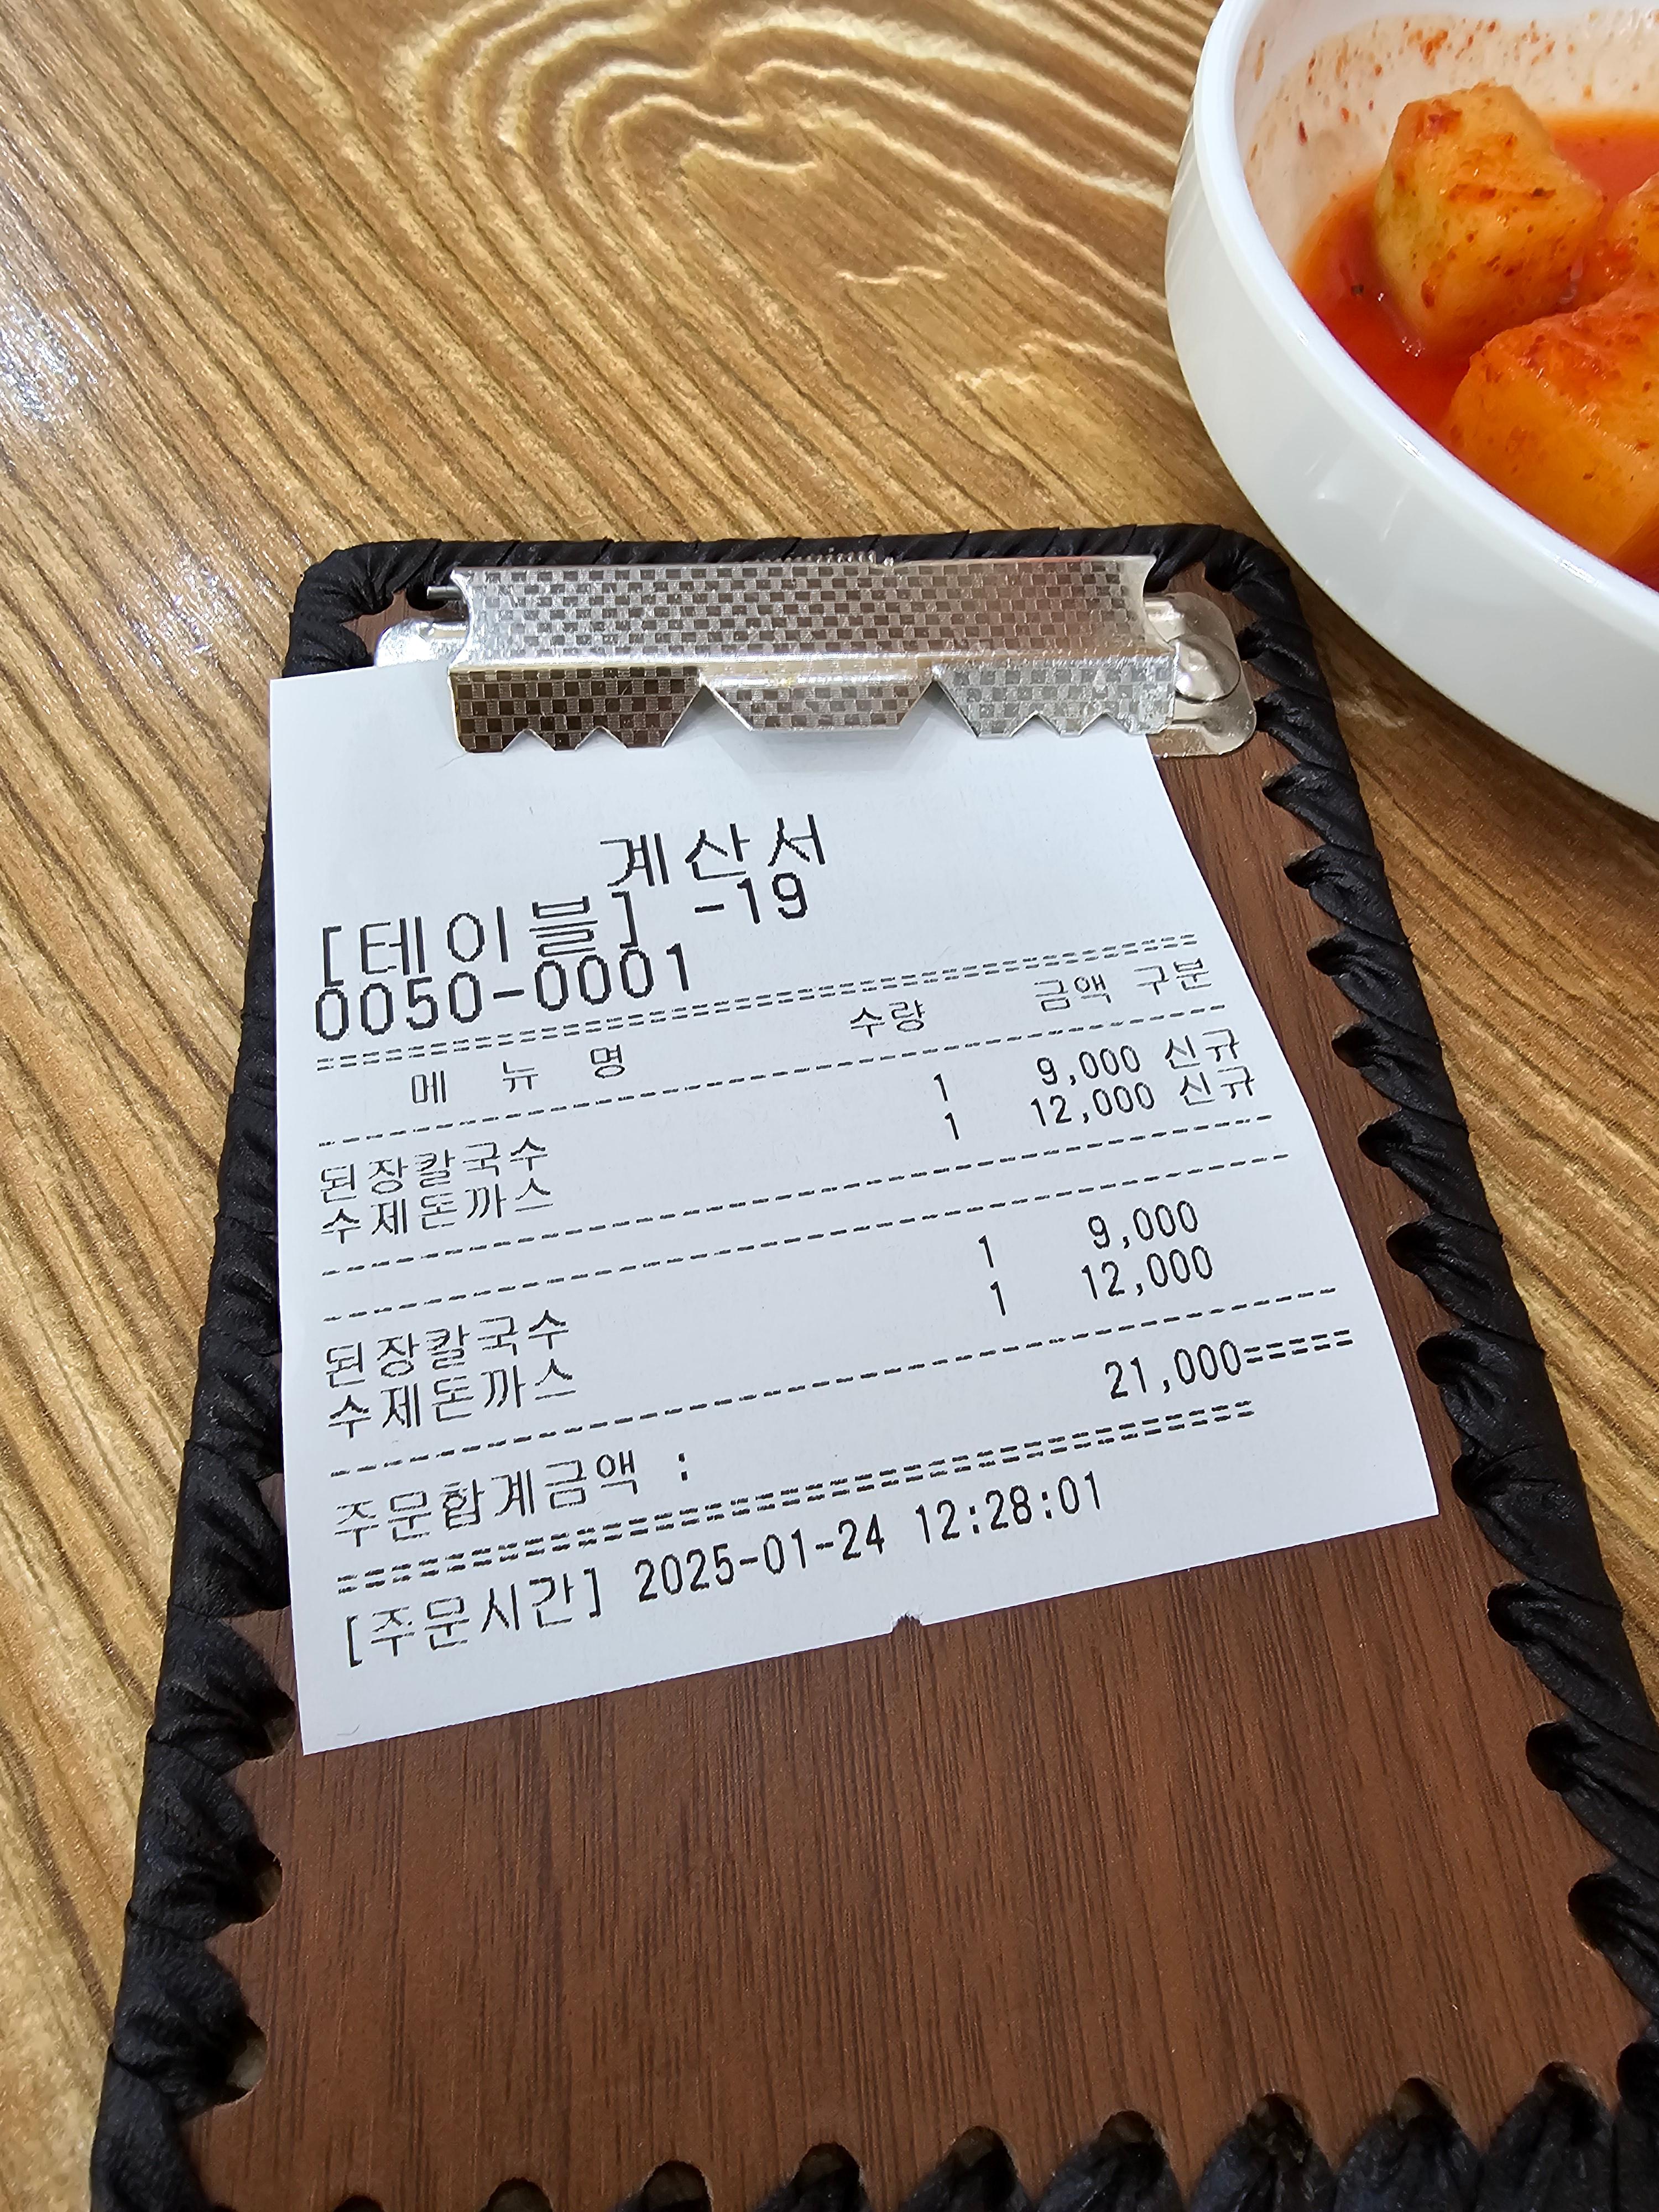 계산서
[테이블] -19
0050-0001
================================================
메 뉴 명 수량 금액 구분
------------------------------------------------
된장칼국수 1 9,000 신규
수제돈까스 1 12,000 신규
------------------------------------------------
------------------------------------------------
된장칼국수 1 9,000
수제돈까스 1 12,000
------------------------------------------------
주문합계금액 : 21,000=====
===========================================
[주문시간] 2025-01-24 12:28:01